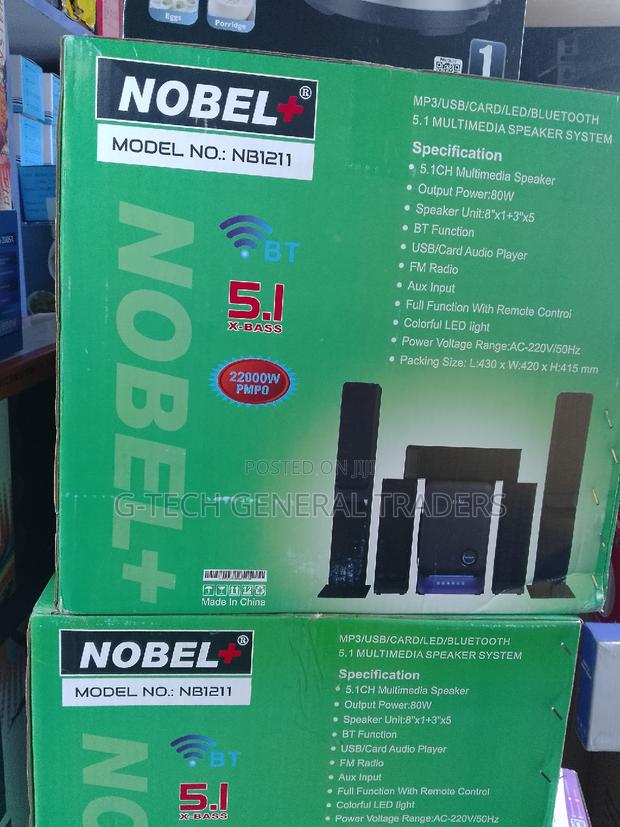 Eggs
Porridge
1
NOBEL+®
MODEL NO.: NB1211
MP3/USB/CARD/LED/BLUETOOTH
5.1 MULTIMEDIA SPEAKER SYSTEM
Specification
• 5.1CH Multimedia Speaker
• Output Power:80W
• Speaker Unit:8"x1+3"x5
• BT Function
• USB/Card Audio Player
• FM Radio
• Aux Input
• Full Function With Remote Control
• Colorful LED light
• Power Voltage Range:AC-220V/50Hz
• Packing Size: L:430 x W:420 x H:415 mm
NOBEL+
BT
5.1
X-BASS
22000W
PMPO
POSTED ON JIJI
G-TECH GENERAL TRADERS
Made In China
NOBEL+®
MODEL NO.: NB1211
MP3/USB/CARD/LED/BLUETOOTH
5.1 MULTIMEDIA SPEAKER SYSTEM
Specification
• 5.1CH Multimedia Speaker
• Output Power:80W
• Speaker Unit:8"x1+3"x5
• BT Function
• USB/Card Audio Player
• FM Radio
• Aux Input
• Full Function With Remote Control
• Colorful LED light
• Power Voltage Range:AC-220V/50Hz
NO
BT
5.1
X-BASS